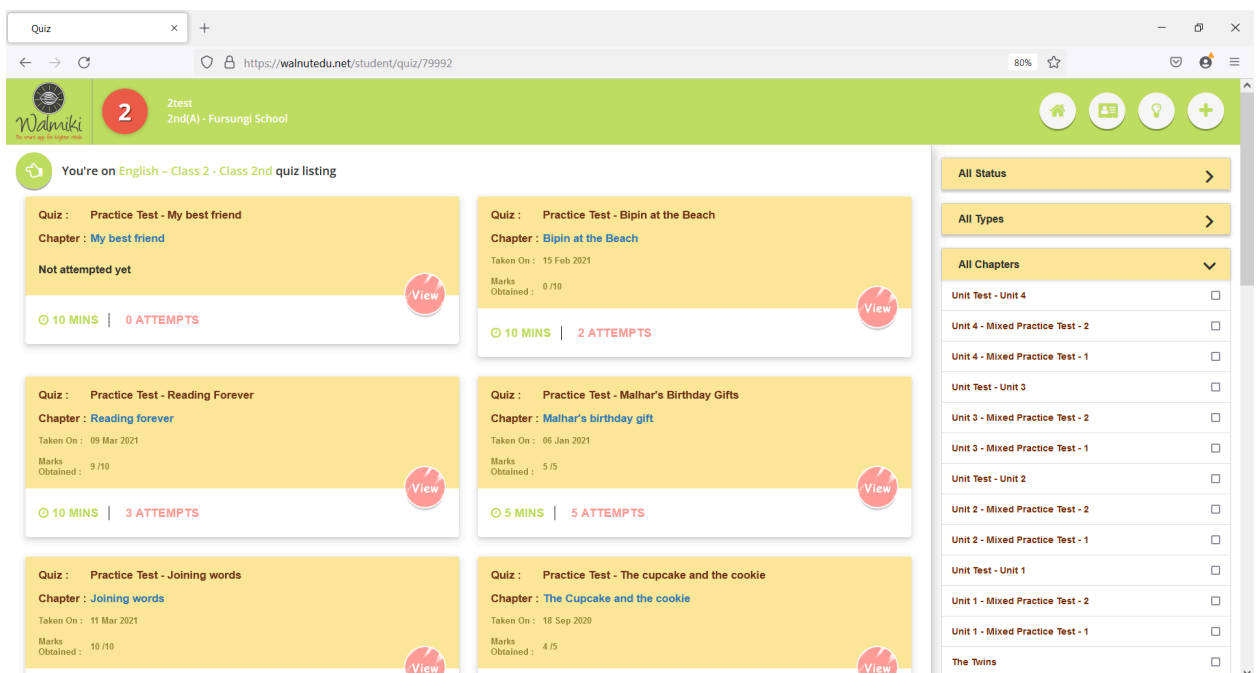 Quiz
https://walnutedu.net/student/quiz/79992
80%
Walmiki
2
2test
2nd(A) - Fursungi School
You're on English – Class 2 - Class 2nd quiz listing
Quiz : Practice Test - My best friend
Chapter : My best friend
Not attempted yet
View
10 MINS | 0 ATTEMPTS
Quiz : Practice Test - Bipin at the Beach
Chapter : Bipin at the Beach
Taken On : 15 Feb 2021
Marks
Obtained : 0 /10
View
10 MINS | 2 ATTEMPTS
Quiz : Practice Test - Reading Forever
Chapter : Reading forever
Taken On : 09 Mar 2021
Marks
Obtained : 9 /10
View
10 MINS | 3 ATTEMPTS
Quiz : Practice Test - Malhar's Birthday Gifts
Chapter : Malhar's birthday gift
Taken On : 06 Jan 2021
Marks
Obtained : 5 /5
View
5 MINS | 5 ATTEMPTS
Quiz : Practice Test - Joining words
Chapter : Joining words
Taken On : 11 Mar 2021
Marks
Obtained : 10 /10
View
Quiz : Practice Test - The cupcake and the cookie
Chapter : The Cupcake and the cookie
Taken On : 18 Sep 2020
Marks
Obtained : 4 /5
View
All Status
All Types
All Chapters
Unit Test - Unit 4
Unit 4 - Mixed Practice Test - 2
Unit 4 - Mixed Practice Test - 1
Unit Test - Unit 3
Unit 3 - Mixed Practice Test - 2
Unit 3 - Mixed Practice Test - 1
Unit Test - Unit 2
Unit 2 - Mixed Practice Test - 2
Unit 2 - Mixed Practice Test - 1
Unit Test - Unit 1
Unit 1 - Mixed Practice Test - 2
Unit 1 - Mixed Practice Test - 1
The Twins